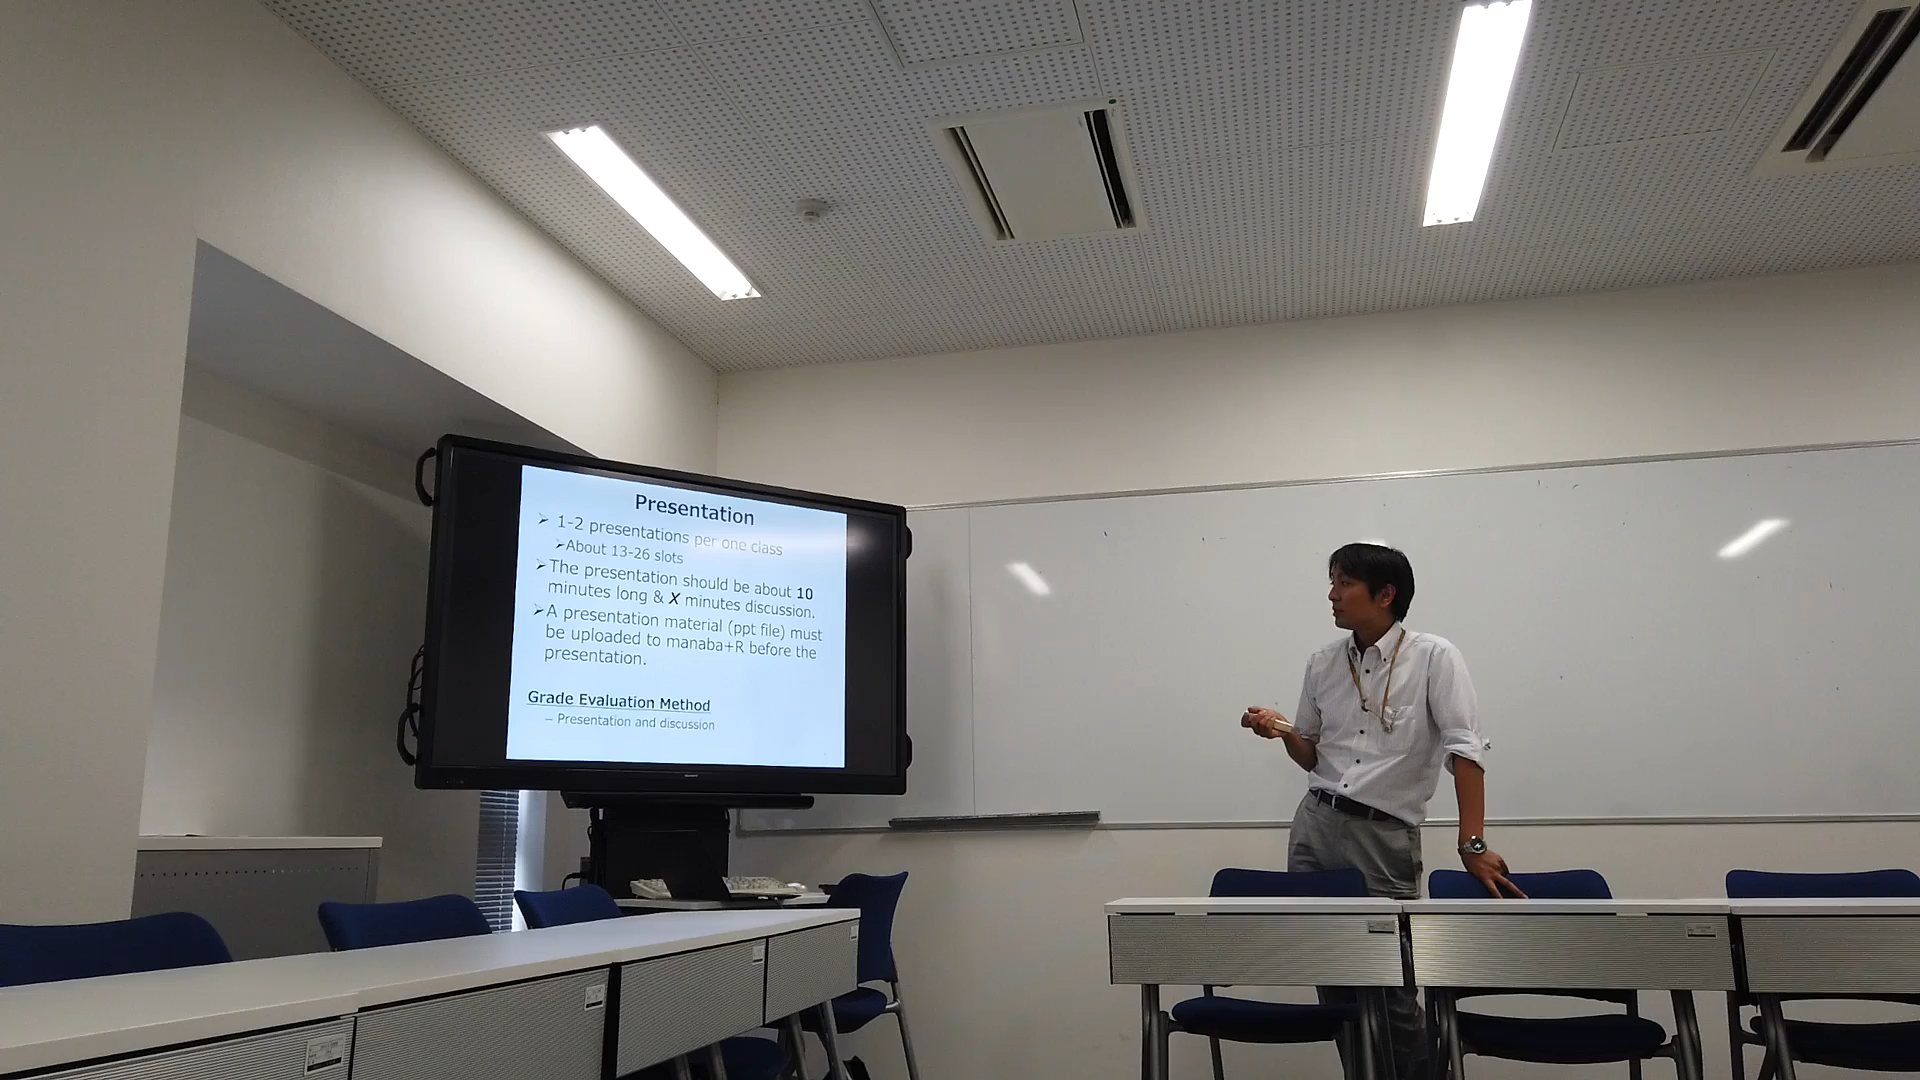 Presentation
➢ 1-2 presentations per one class
➢About 13-26 slots
➢The presentation should be about 10
minutes long & X minutes discussion.
➢A presentation material (ppt file) must
be uploaded to manaba+R before the
presentation.
Grade Evaluation Method
– Presentation and discussion